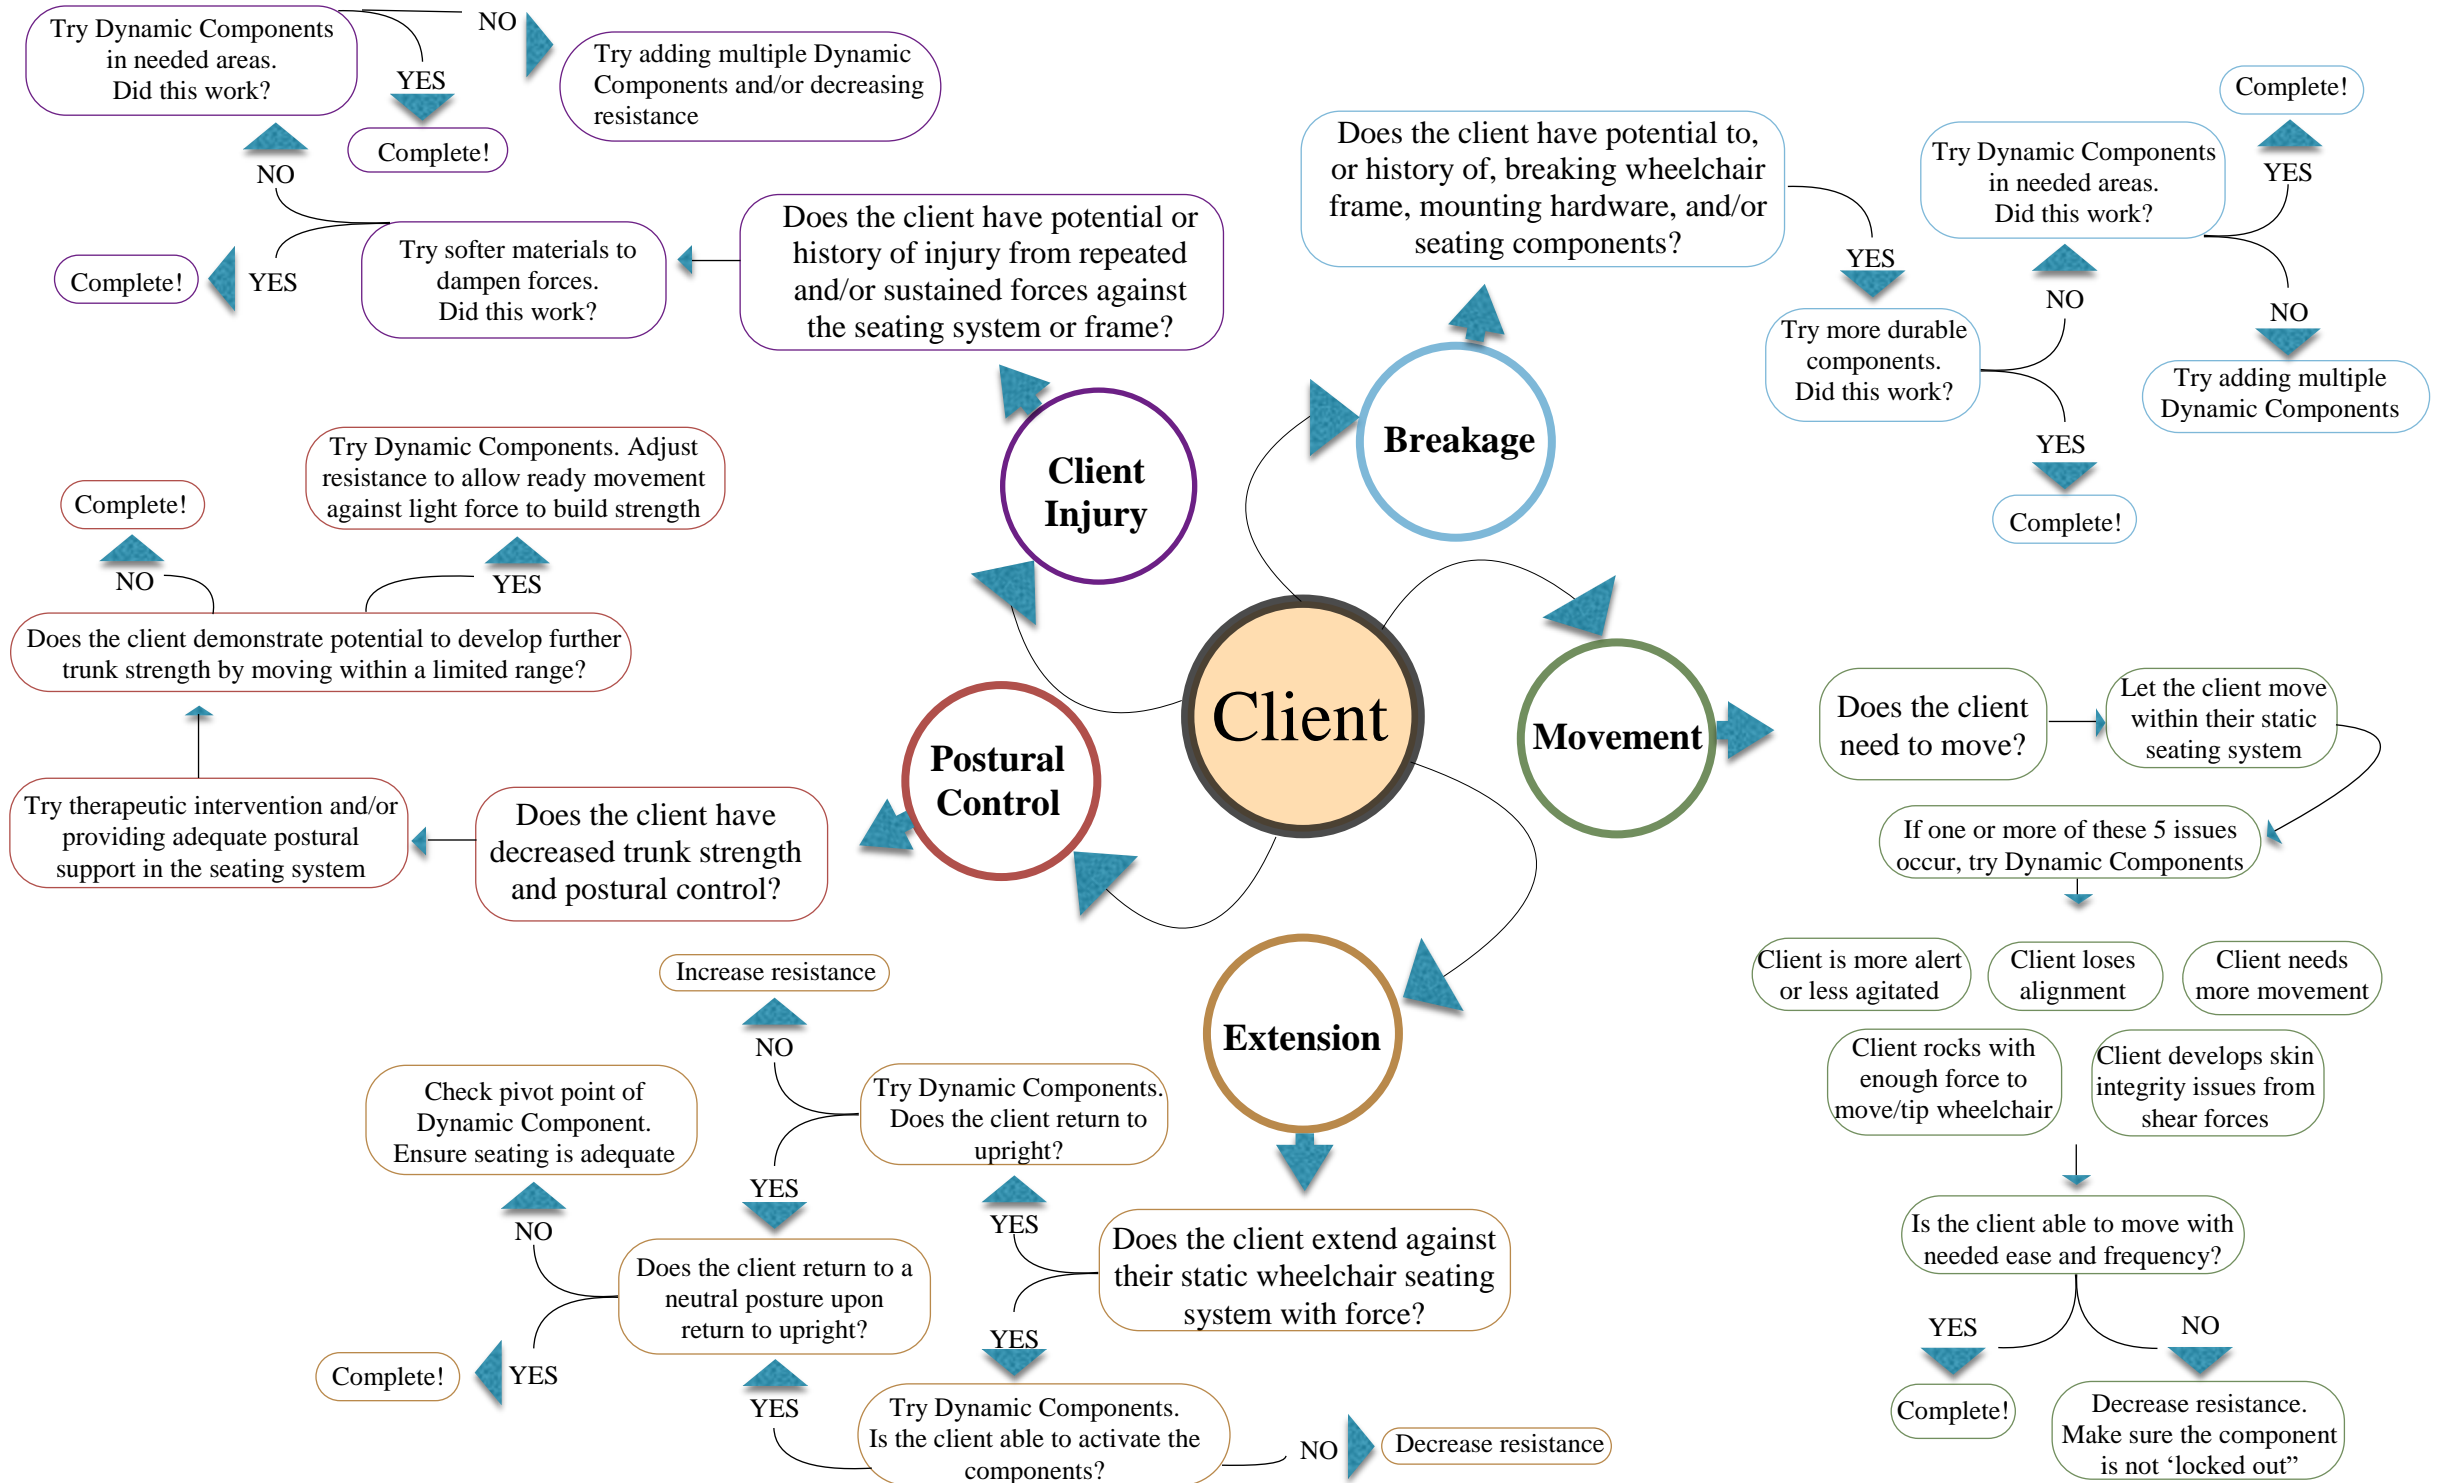 Try Dynamic Components
in needed areas.
Did this work?
NO
YES
Try adding multiple Dynamic
Components and/or decreasing
resistance
Complete!
NO
Complete!
YES
Try softer materials to
dampen forces.
Did this work?
Does the client have potential or
history of injury from repeated
and/or sustained forces against
the seating system or frame?
Client
Injury
Does the client have potential to,
or history of, breaking wheelchair
frame, mounting hardware, and/or
seating components?
Breakage
YES
Try more durable
components.
Did this work?
NO
YES
Complete!
Try Dynamic Components
in needed areas.
Did this work?
YES
Complete!
NO
Try adding multiple
Dynamic Components
Try Dynamic Components. Adjust
resistance to allow ready movement
against light force to build strength
Complete!
NO
YES
Does the client demonstrate potential to develop further
trunk strength by moving within a limited range?
Try therapeutic intervention and/or
providing adequate postural
support in the seating system
Does the client have
decreased trunk strength
and postural control?
Postural
Control
Client
Movement
Does the client
need to move?
Let the client move
within their static
seating system
If one or more of these 5 issues
occur, try Dynamic Components
Client is more alert
or less agitated
Client loses
alignment
Client needs
more movement
Client rocks with
enough force to
move/tip wheelchair
Client develops skin
integrity issues from
shear forces
Is the client able to move with
needed ease and frequency?
YES
NO
Complete!
Decrease resistance.
Make sure the component
is not ‘locked out”
Extension
Does the client extend against
their static wheelchair seating
system with force?
YES
YES
Try Dynamic Components.
Does the client return to
upright?
NO
Increase resistance
YES
Does the client return to a
neutral posture upon
return to upright?
NO
Check pivot point of
Dynamic Component.
Ensure seating is adequate
YES
Complete!
YES
Try Dynamic Components.
Is the client able to activate the
components?
NO
Decrease resistance